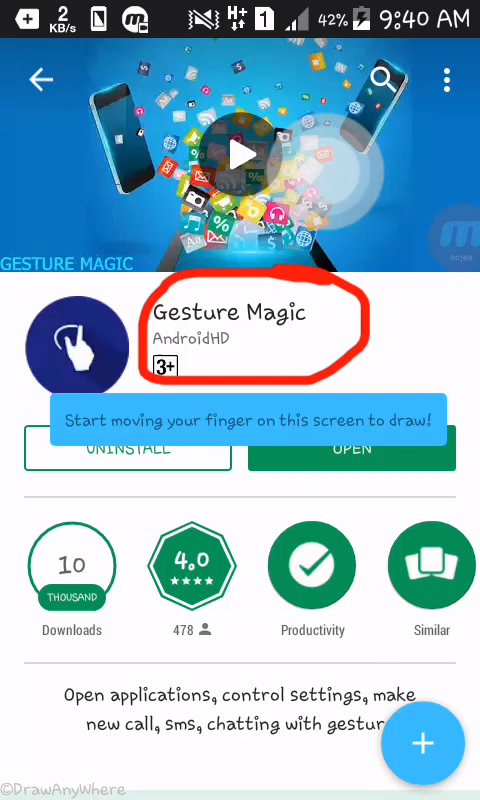 2
KB/s
H+
1
42%
9:40 AM
GESTURE MAGIC
Gesture Magic
AndroidHD
3+
Start moving your finger on this screen to draw!
UNINSTALL
OPEN
10
THOUSAND
4.0
Downloads
478
Productivity
Similar
Open applications, control settings, make
new call, sms, chatting with gesture
©DrawAnyWhere